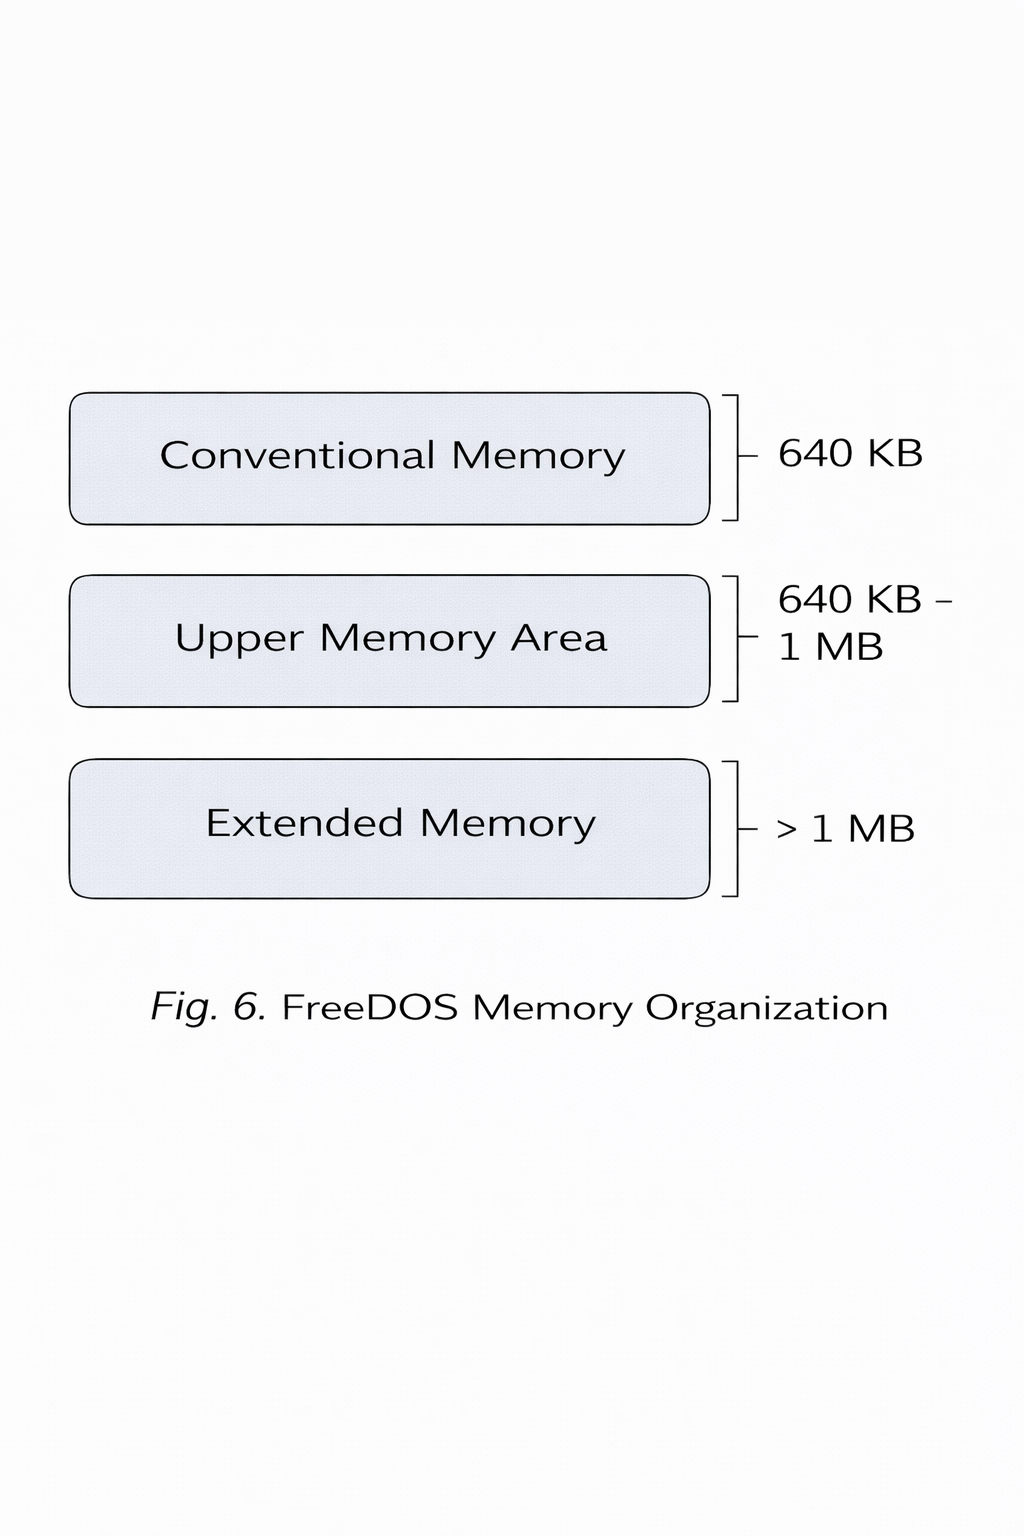 Conventional Memory
640 KB
Upper Memory Area
640 KB –
1 MB
Extended Memory
> 1 MB
Fig. 6. FreeDOS Memory Organization